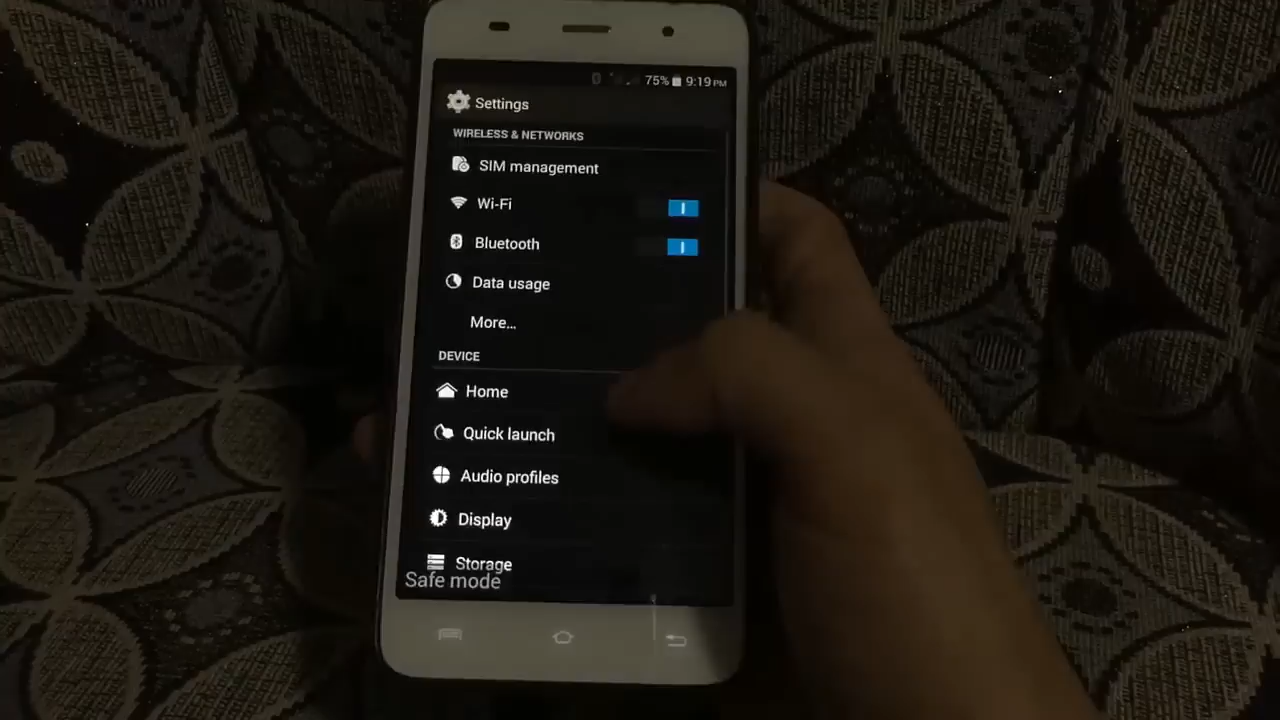 75% 9:19 PM
Settings
WIRELESS & NETWORKS
SIM management
Wi-Fi
Bluetooth
Data usage
More...
DEVICE
Home
Quick launch
Audio profiles
Display
Storage
Safe mode